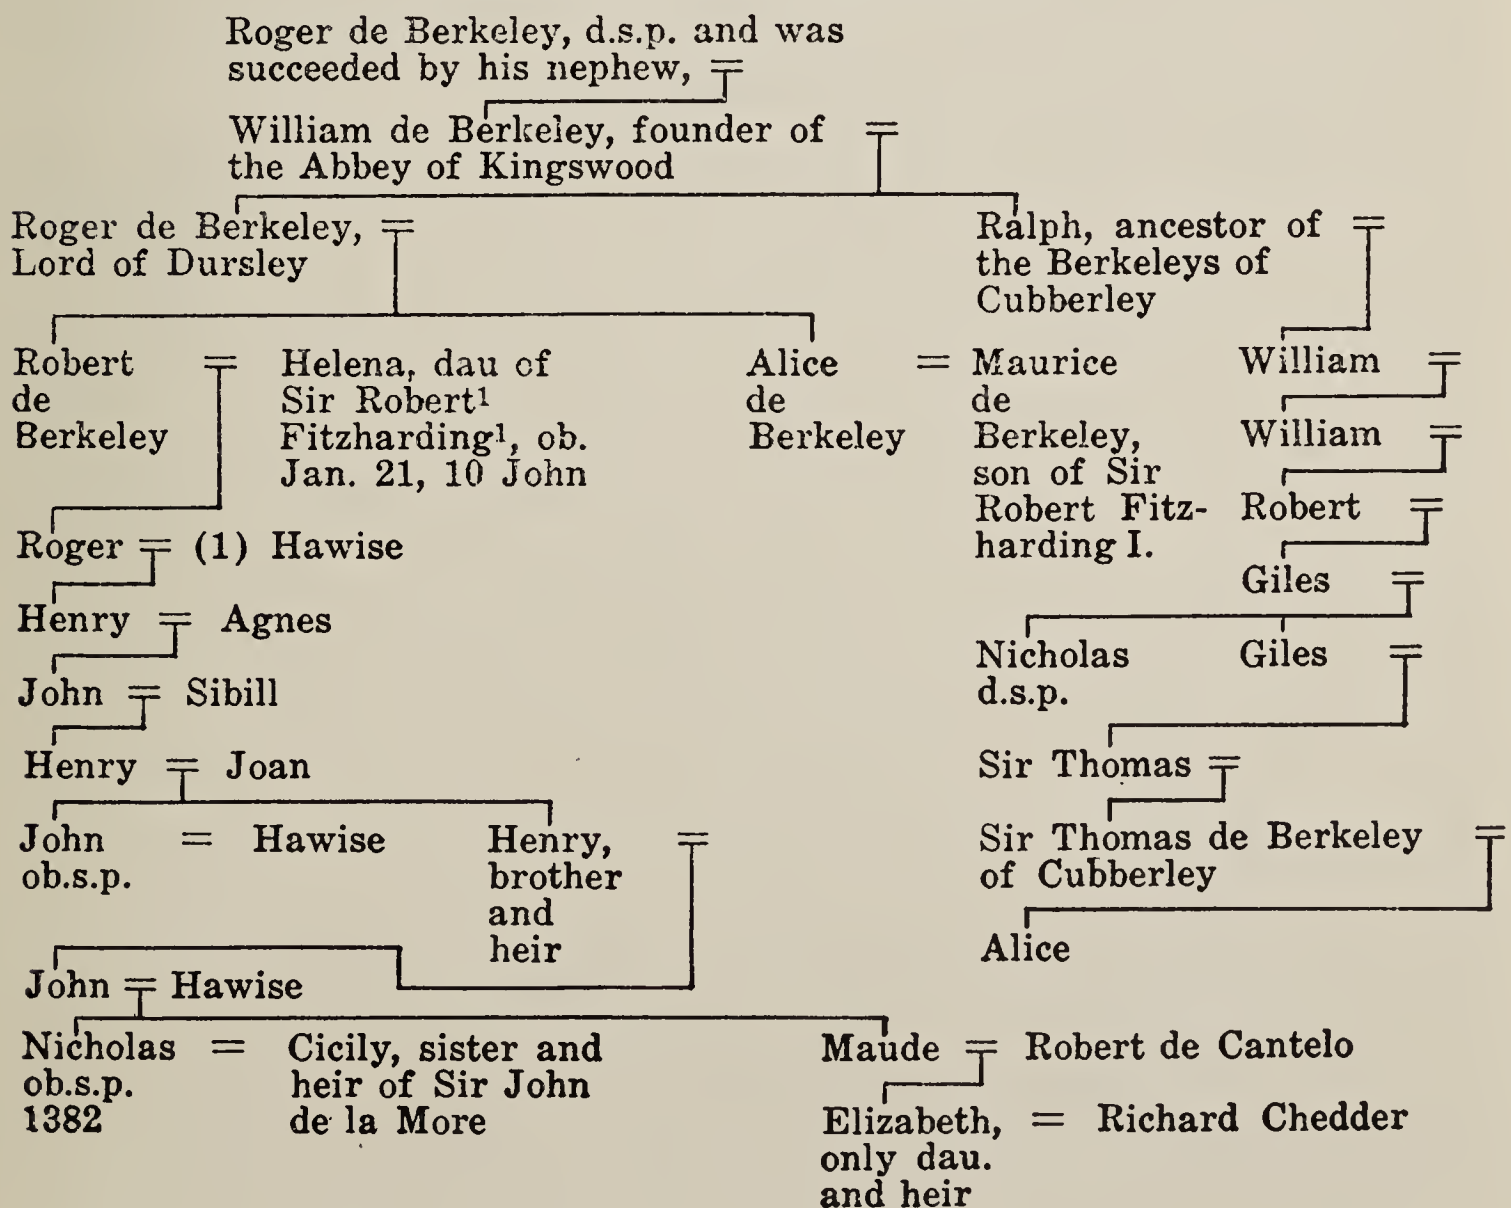 Roger de Berkeley, d.s.p. and was
succeeded by his nephew, =
William de Berkeley, founder of =
the Abbey of Kingswood
Roger de Berkeley, =
Lord of Dursley
Ralph, ancestor of =
the Berkeleys of
Cubberley
Robert =
de
Berkeley
Helena, dau of
Sir Robert¹
Fitzharding¹, ob.
Jan. 21, 10 John
Alice =
de
Berkeley
Maurice
de
Berkeley,
son of Sir
Robert Fitz-
harding I.
William =
William =
Robert =
Giles =
Nicholas
d.s.p.
Giles =
Sir Thomas =
Sir Thomas de Berkeley =
of Cubberley
Alice
Roger = (1) Hawise
Henry = Agnes
John = Sibill
Henry = Joan
John = Hawise
ob.s.p.
Henry, =
brother
and
heir
John = Hawise
Nicholas =
ob.s.p.
1382
Cicily, sister and
heir of Sir John
de la More
Maude = Robert de Cantelo
Elizabeth, = Richard Chedder
only dau.
and heir